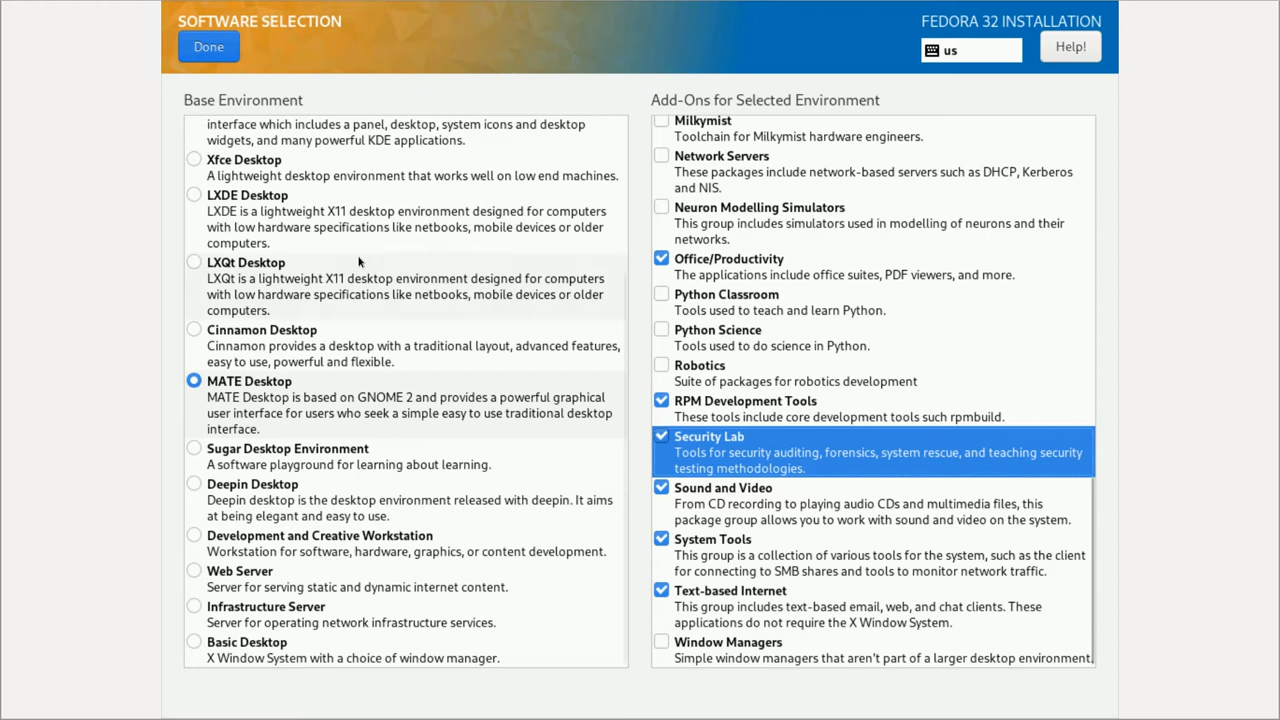 SOFTWARE SELECTION
Done
FEDORA 32 INSTALLATION
us
Help!
Base Environment
interface which includes a panel, desktop, system icons and desktop
widgets, and many powerful KDE applications.
Xfce Desktop
A lightweight desktop environment that works well on low end machines.
LXDE Desktop
LXDE is a lightweight X11 desktop environment designed for computers
with low hardware specifications like netbooks, mobile devices or older
computers.
LXQt Desktop
LXQt is a lightweight X11 desktop environment designed for computers
with low hardware specifications like netbooks, mobile devices or older
computers.
Cinnamon Desktop
Cinnamon provides a desktop with a traditional layout, advanced features,
easy to use, powerful and flexible.
MATE Desktop
MATE Desktop is based on GNOME 2 and provides a powerful graphical
user interface for users who seek a simple easy to use traditional desktop
interface.
Sugar Desktop Environment
A software playground for learning about learning.
Deepin Desktop
Deepin desktop is the desktop environment released with deepin. It aims
at being elegant and easy to use.
Development and Creative Workstation
Workstation for software, hardware, graphics, or content development.
Web Server
Server for serving static and dynamic internet content.
Infrastructure Server
Server for operating network infrastructure services.
Basic Desktop
X Window System with a choice of window manager.
Add-Ons for Selected Environment
Milkymist
Toolchain for Milkymist hardware engineers.
Network Servers
These packages include network-based servers such as DHCP, Kerberos
and NIS.
Neuron Modelling Simulators
This group includes simulators used in modelling of neurons and their
networks.
Office/Productivity
The applications include office suites, PDF viewers, and more.
Python Classroom
Tools used to teach and learn Python.
Python Science
Tools used to do science in Python.
Robotics
Suite of packages for robotics development
RPM Development Tools
These tools include core development tools such rpmbuild.
Security Lab
Tools for security auditing, forensics, system rescue, and teaching security
testing methodologies.
Sound and Video
From CD recording to playing audio CDs and multimedia files, this
package group allows you to work with sound and video on the system.
System Tools
This group is a collection of various tools for the system, such as the client
for connecting to SMB shares and tools to monitor network traffic.
Text-based Internet
This group includes text-based email, web, and chat clients. These
applications do not require the X Window System.
Window Managers
Simple window managers that aren't part of a larger desktop environment.